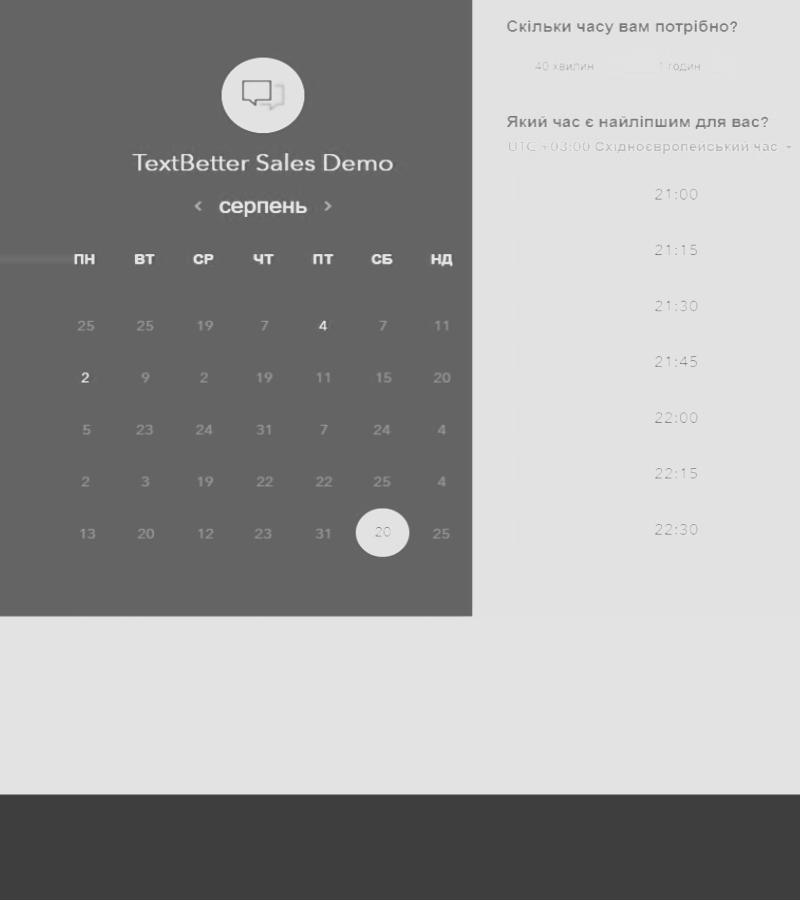 TextBetter Sales Demo
< серпень >
ПН ВТ СР ЧТ ПТ СБ НД
25 25 19 7 4 7 11
2 9 2 19 11 15 20
5 23 24 31 7 24 4
2 3 19 22 22 25 4
13 20 12 23 31 20 25
Скільки часу вам потрібно?
40 хвилин 1 годин
Який час є найліпшим для вас?
UTC +03:00 Східноєвропейський час
21:00
21:15
21:30
21:45
22:00
22:15
22:30